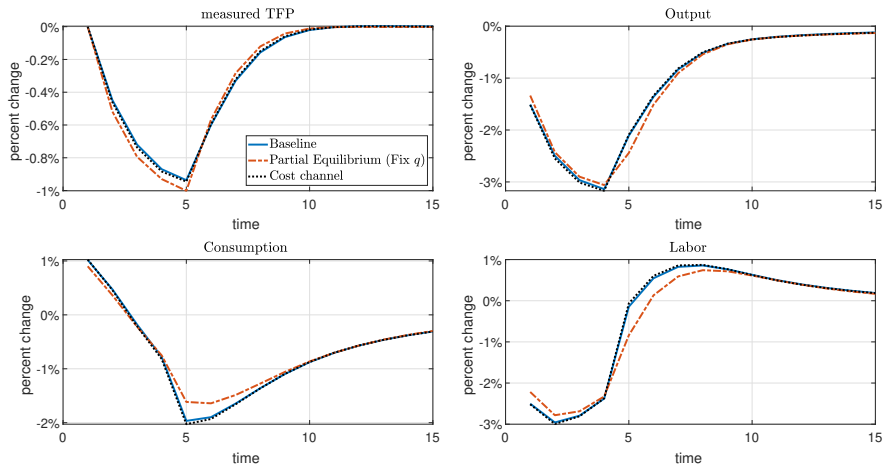 measured TFP
0%
-0.2%
-0.4%
-0.6%
-0.8%
-1%
percent change
0
5
10
15
time
Baseline
Partial Equilibrium (Fix q)
Cost channel
Output
0%
-1%
-2%
-3%
percent change
0
5
10
15
time
Consumption
1%
0%
-1%
-2%
percent change
0
5
10
15
time
Labor
1%
0%
-1%
-2%
-3%
percent change
0
5
10
15
time